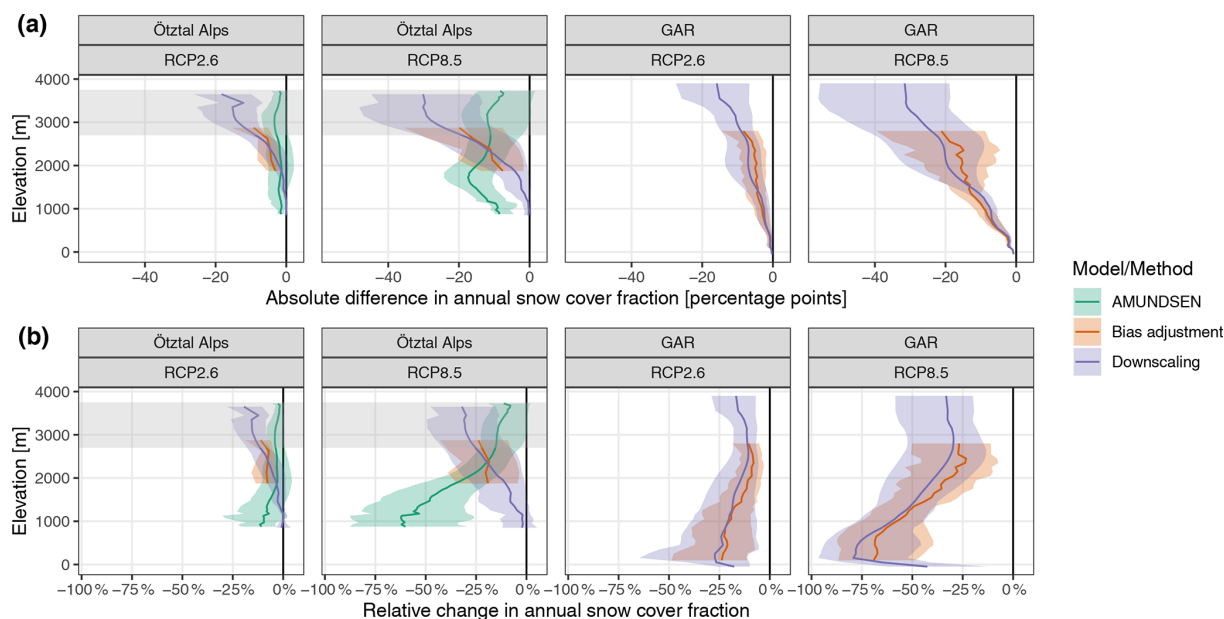 (a)
Ötztal Alps Ötztal Alps GAR GAR
RCP2.6 RCP8.5 RCP2.6 RCP8.5
4000
3000
2000
1000
0
Elevation [m]
−40 −20 0 −40 −20 0 −40 −20 0 −40 −20 0
Absolute difference in annual snow cover fraction [percentage points]
(b)
Ötztal Alps Ötztal Alps GAR GAR
RCP2.6 RCP8.5 RCP2.6 RCP8.5
4000
3000
2000
1000
0
Elevation [m]
−100% −75% −50% −25% 0% −100% −75% −50% −25% 0% −100% −75% −50% −25% 0% −100% −75% −50% −25% 0%
Relative change in annual snow cover fraction
Model/Method
AMUNDSEN
Bias adjustment
Downscaling